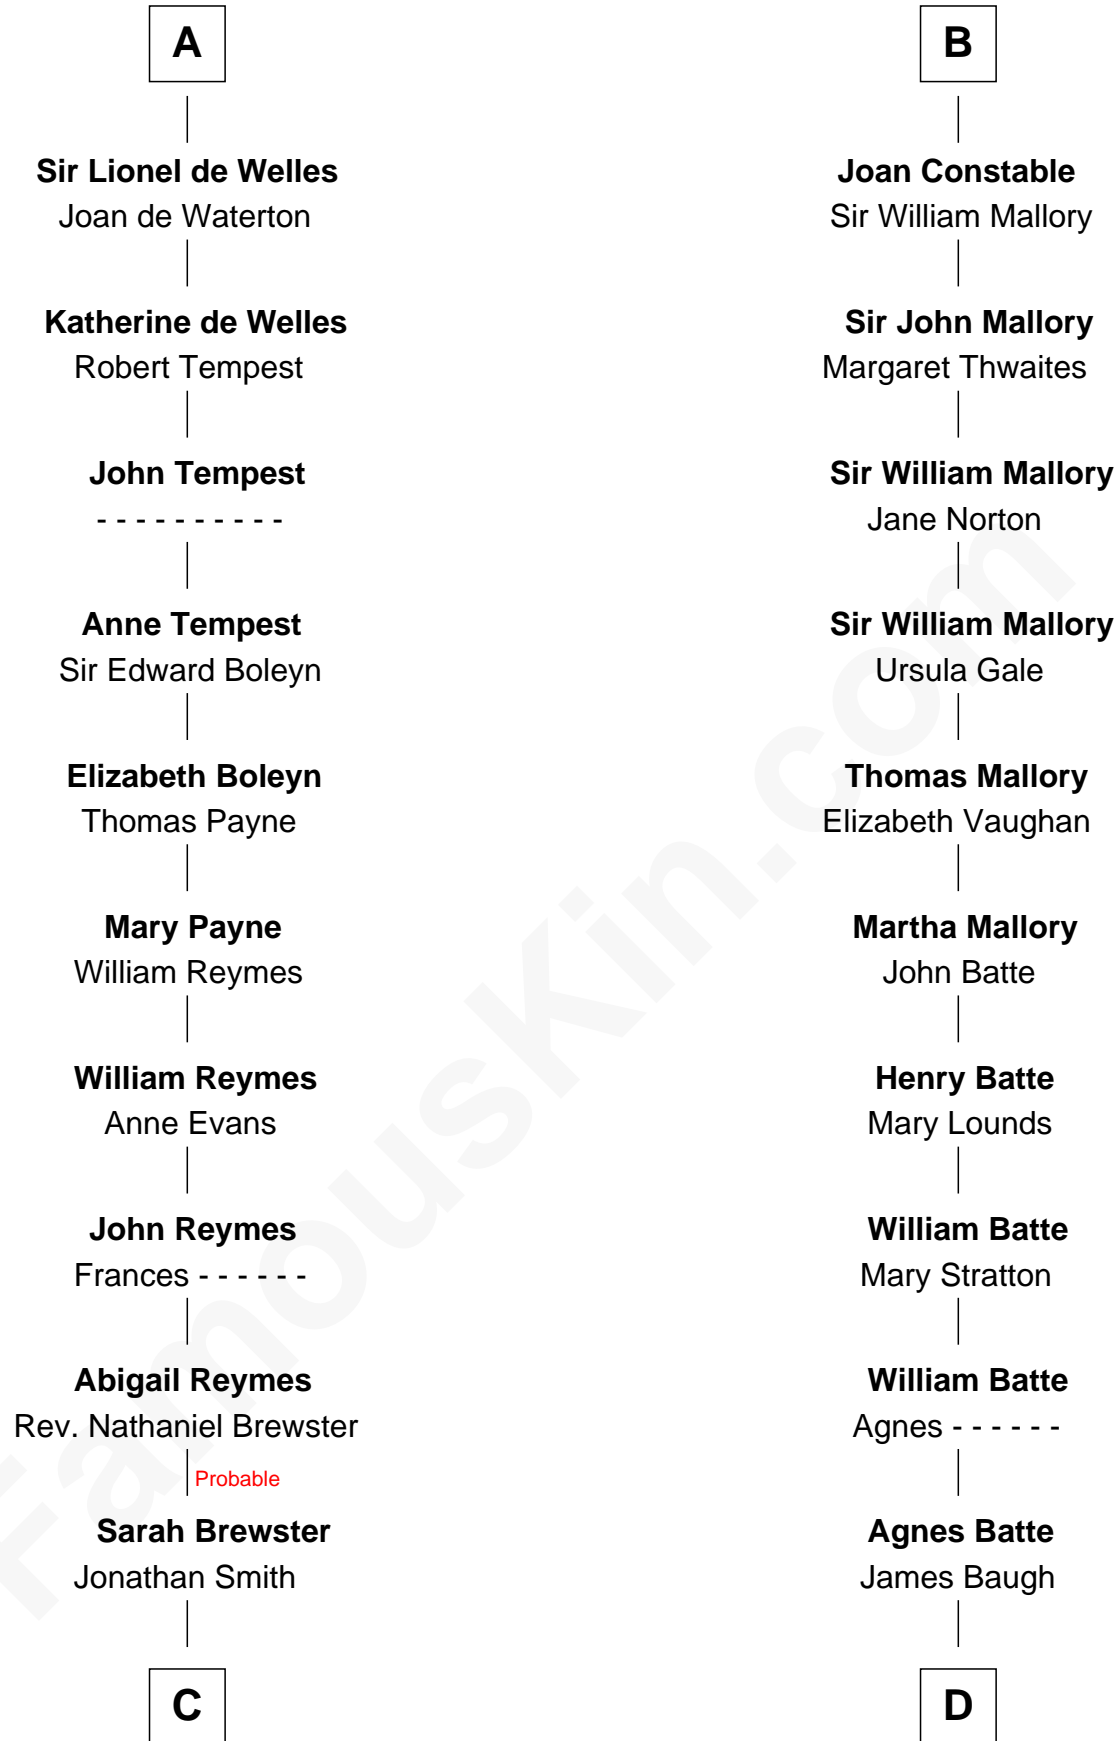 A
Sir Lionel de Welles
Joan de Waterton
Katherine de Welles
Robert Tempest
John Tempest
- - - - - - - - - -
Anne Tempest
Sir Edward Boleyn
Elizabeth Boleyn
Thomas Payne
Mary Payne
William Reymes
William Reymes
Anne Evans
John Reymes
Frances - - - - - -
Abigail Reymes
Rev. Nathaniel Brewster
Probable
Sarah Brewster
Jonathan Smith
C
B
Joan Constable
Sir William Mallory
Sir John Mallory
Margaret Thwaites
Sir William Mallory
Jane Norton
Sir William Mallory
Ursula Gale
Thomas Mallory
Elizabeth Vaughan
Martha Mallory
John Batte
Henry Batte
Mary Lounds
William Batte
Mary Stratton
William Batte
Agnes - - - - - -
Agnes Batte
James Baugh
D
FamousKin.com